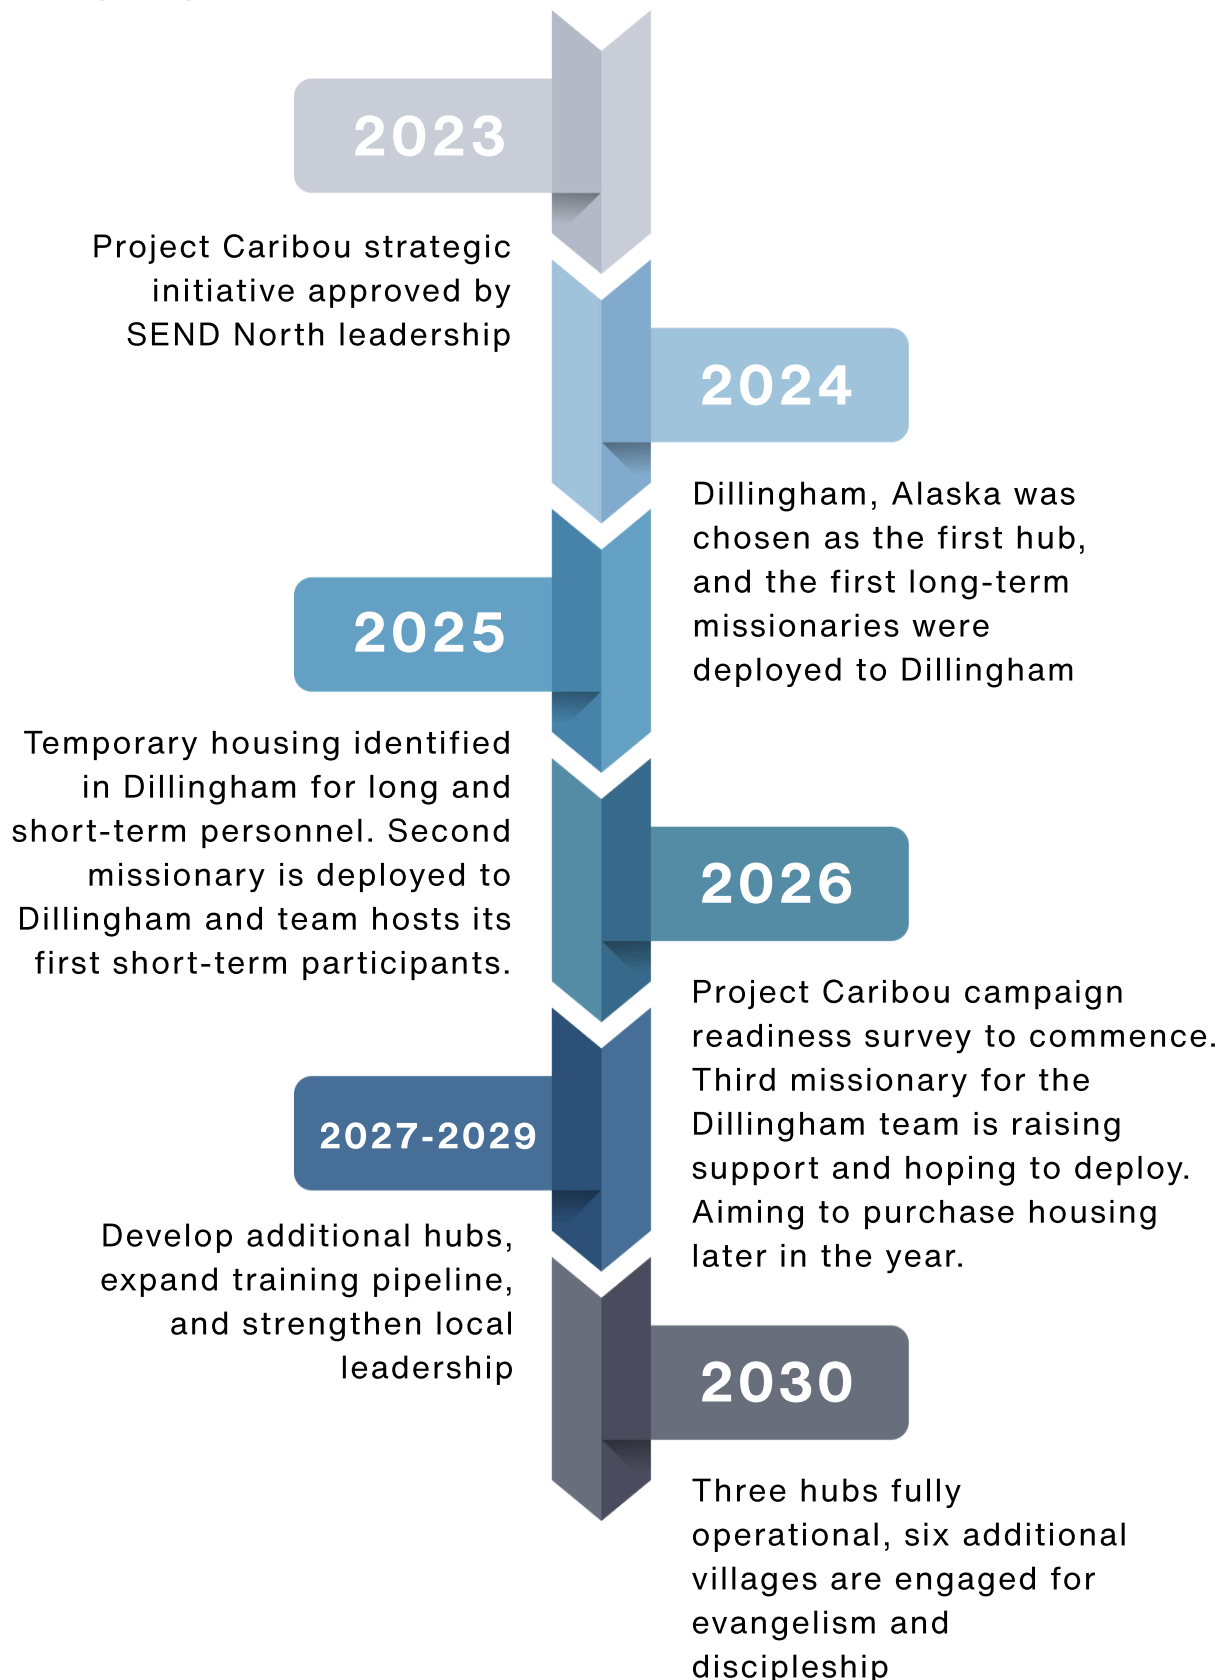 2023
Project Caribou strategic
initiative approved by
SEND North leadership
2024
Dillingham, Alaska was
chosen as the first hub,
and the first long-term
missionaries were
deployed to Dillingham
2025
Temporary housing identified
in Dillingham for long and
short-term personnel. Second
missionary is deployed to
Dillingham and team hosts its
first short-term participants.
2026
Project Caribou campaign
readiness survey to commence.
Third missionary for the
Dillingham team is raising
support and hoping to deploy.
Aiming to purchase housing
later in the year.
2027-2029
Develop additional hubs,
expand training pipeline,
and strengthen local
leadership
2030
Three hubs fully
operational, six additional
villages are engaged for
evangelism and
discipleship